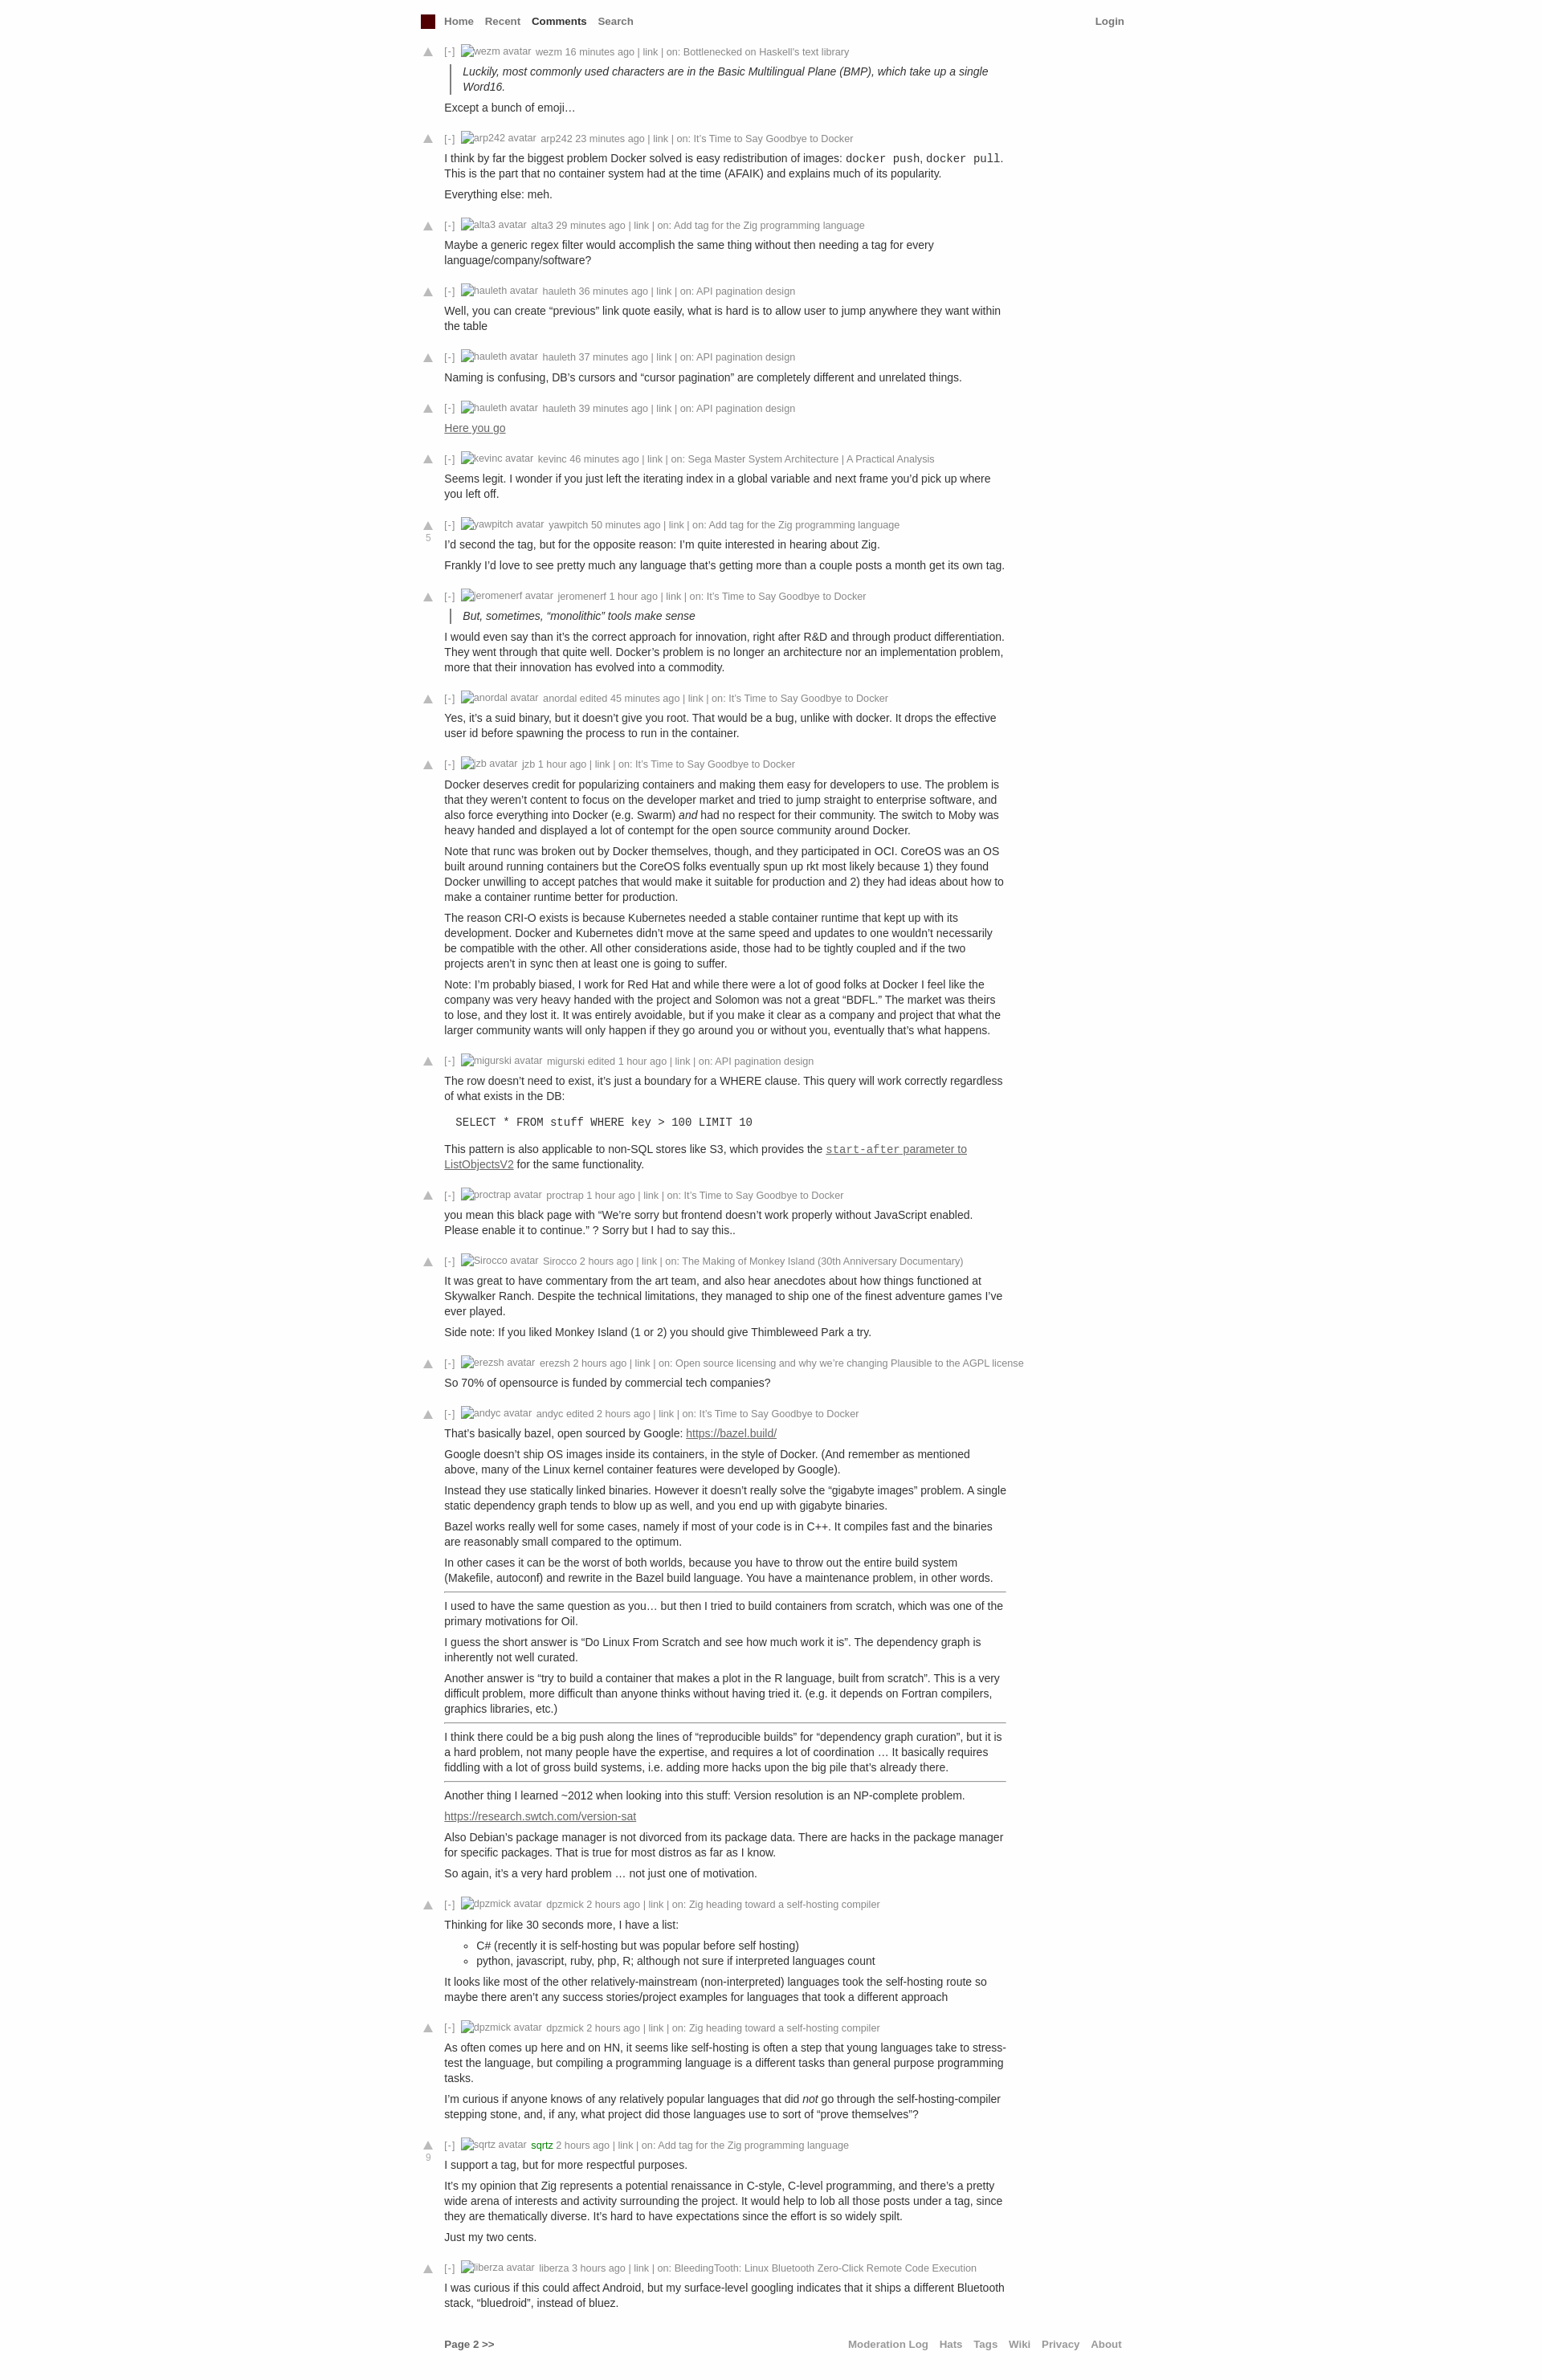 Home Recent Comments Search Login
[-] wezm avatar wezm 16 minutes ago | link | on: Bottlenecked on Haskell's text library
Luckily, most commonly used characters are in the Basic Multilingual Plane (BMP), which take up a single
Word16.
Except a bunch of emoji…
[-] arp242 avatar arp242 23 minutes ago | link | on: It's Time to Say Goodbye to Docker
I think by far the biggest problem Docker solved is easy redistribution of images: docker push, docker pull.
This is the part that no container system had at the time (AFAIK) and explains much of its popularity.
Everything else: meh.
[-] alta3 avatar alta3 29 minutes ago | link | on: Add tag for the Zig programming language
Maybe a generic regex filter would accomplish the same thing without then needing a tag for every
language/company/software?
[-] hauleth avatar hauleth 36 minutes ago | link | on: API pagination design
Well, you can create “previous” link quote easily, what is hard is to allow user to jump anywhere they want within
the table
[-] hauleth avatar hauleth 37 minutes ago | link | on: API pagination design
Naming is confusing, DB’s cursors and “cursor pagination” are completely different and unrelated things.
[-] hauleth avatar hauleth 39 minutes ago | link | on: API pagination design
Here you go
[-] kevinc avatar kevinc 46 minutes ago | link | on: Sega Master System Architecture | A Practical Analysis
Seems legit. I wonder if you just left the iterating index in a global variable and next frame you’d pick up where
you left off.
[-] yawpitch avatar yawpitch 50 minutes ago | link | on: Add tag for the Zig programming language
5
I’d second the tag, but for the opposite reason: I’m quite interested in hearing about Zig.
Frankly I’d love to see pretty much any language that’s getting more than a couple posts a month get its own tag.
[-] jeromenerf avatar jeromenerf 1 hour ago | link | on: It’s Time to Say Goodbye to Docker
But, sometimes, “monolithic” tools make sense
I would even say than it’s the correct approach for innovation, right after R&D and through product differentiation.
They went through that quite well. Docker’s problem is no longer an architecture nor an implementation problem,
more that their innovation has evolved into a commodity.
[-] anordal avatar anordal edited 45 minutes ago | link | on: It’s Time to Say Goodbye to Docker
Yes, it’s a suid binary, but it doesn’t give you root. That would be a bug, unlike with docker. It drops the effective
user id before spawning the process to run in the container.
[-] jzb avatar jzb 1 hour ago | link | on: It’s Time to Say Goodbye to Docker
Docker deserves credit for popularizing containers and making them easy for developers to use. The problem is
that they weren’t content to focus on the developer market and tried to jump straight to enterprise software, and
also force everything into Docker (e.g. Swarm) and had no respect for their community. The switch to Moby was
heavy handed and displayed a lot of contempt for the open source community around Docker.
Note that runc was broken out by Docker themselves, though, and they participated in OCI. CoreOS was an OS
built around running containers but the CoreOS folks eventually spun up rkt most likely because 1) they found
Docker unwilling to accept patches that would make it suitable for production and 2) they had ideas about how to
make a container runtime better for production.
The reason CRI-O exists is because Kubernetes needed a stable container runtime that kept up with its
development. Docker and Kubernetes didn’t move at the same speed and updates to one wouldn’t necessarily
be compatible with the other. All other considerations aside, those had to be tightly coupled and if the two
projects aren’t in sync then at least one is going to suffer.
Note: I’m probably biased, I work for Red Hat and while there were a lot of good folks at Docker I feel like the
company was very heavy handed with the project and Solomon was not a great “BDFL.” The market was theirs
to lose, and they lost it. It was entirely avoidable, but if you make it clear as a company and project that what the
larger community wants will only happen if they go around you or without you, eventually that’s what happens.
[-] migurski avatar migurski edited 1 hour ago | link | on: API pagination design
The row doesn’t need to exist, it’s just a boundary for a WHERE clause. This query will work correctly regardless
of what exists in the DB:
SELECT * FROM stuff WHERE key > 100 LIMIT 10
This pattern is also applicable to non-SQL stores like S3, which provides the start-after parameter to
ListObjectsV2 for the same functionality.
[-] proctrap avatar proctrap 1 hour ago | link | on: It’s Time to Say Goodbye to Docker
you mean this black page with “We’re sorry but frontend doesn’t work properly without JavaScript enabled.
Please enable it to continue.” ? Sorry but I had to say this..
[-] Sirocco avatar Sirocco 2 hours ago | link | on: The Making of Monkey Island (30th Anniversary Documentary)
It was great to have commentary from the art team, and also hear anecdotes about how things functioned at
Skywalker Ranch. Despite the technical limitations, they managed to ship one of the finest adventure games I’ve
ever played.
Side note: If you liked Monkey Island (1 or 2) you should give Thimbleweed Park a try.
[-] erezsh avatar erezsh 2 hours ago | link | on: Open source licensing and why we’re changing Plausible to the AGPL license
So 70% of opensource is funded by commercial tech companies?
[-] andyc avatar andyc edited 2 hours ago | link | on: It’s Time to Say Goodbye to Docker
That’s basically bazel, open sourced by Google: https://bazel.build/
Google doesn’t ship OS images inside its containers, in the style of Docker. (And remember as mentioned
above, many of the Linux kernel container features were developed by Google).
Instead they use statically linked binaries. However it doesn’t really solve the “gigabyte images” problem. A single
static dependency graph tends to blow up as well, and you end up with gigabyte binaries.
Bazel works really well for some cases, namely if most of your code is in C++. It compiles fast and the binaries
are reasonably small compared to the optimum.
In other cases it can be the worst of both worlds, because you have to throw out the entire build system
(Makefile, autoconf) and rewrite in the Bazel build language. You have a maintenance problem, in other words.
I used to have the same question as you… but then I tried to build containers from scratch, which was one of the
primary motivations for Oil.
I guess the short answer is “Do Linux From Scratch and see how much work it is”. The dependency graph is
inherently not well curated.
Another answer is “try to build a container that makes a plot in the R language, built from scratch”. This is a very
difficult problem, more difficult than anyone thinks without having tried it. (e.g. it depends on Fortran compilers,
graphics libraries, etc.)
I think there could be a big push along the lines of “reproducible builds” for “dependency graph curation”, but it is
a hard problem, not many people have the expertise, and requires a lot of coordination … It basically requires
fiddling with a lot of gross build systems, i.e. adding more hacks upon the big pile that’s already there.
Another thing I learned ~2012 when looking into this stuff: Version resolution is an NP-complete problem.
https://research.swtch.com/version-sat
Also Debian’s package manager is not divorced from its package data. There are hacks in the package manager
for specific packages. That is true for most distros as far as I know.
So again, it’s a very hard problem … not just one of motivation.
[-] dpzmick avatar dpzmick 2 hours ago | link | on: Zig heading toward a self-hosting compiler
Thinking for like 30 seconds more, I have a list:
C# (recently it is self-hosting but was popular before self hosting)
python, javascript, ruby, php, R; although not sure if interpreted languages count
It looks like most of the other relatively-mainstream (non-interpreted) languages took the self-hosting route so
maybe there aren’t any success stories/project examples for languages that took a different approach
[-] dpzmick avatar dpzmick 2 hours ago | link | on: Zig heading toward a self-hosting compiler
As often comes up here and on HN, it seems like self-hosting is often a step that young languages take to stress-
test the language, but compiling a programming language is a different tasks than general purpose programming
tasks.
I’m curious if anyone knows of any relatively popular languages that did not go through the self-hosting-compiler
stepping stone, and, if any, what project did those languages use to sort of “prove themselves”?
[-] sqrtz avatar sqrtz 2 hours ago | link | on: Add tag for the Zig programming language
9
I support a tag, but for more respectful purposes.
It’s my opinion that Zig represents a potential renaissance in C-style, C-level programming, and there’s a pretty
wide arena of interests and activity surrounding the project. It would help to lob all those posts under a tag, since
they are thematically diverse. It’s hard to have expectations since the effort is so widely spilt.
Just my two cents.
[-] liberza avatar liberza 3 hours ago | link | on: BleedingTooth: Linux Bluetooth Zero-Click Remote Code Execution
I was curious if this could affect Android, but my surface-level googling indicates that it ships a different Bluetooth
stack, “bluedroid”, instead of bluez.
Page 2 >> Moderation Log Hats Tags Wiki Privacy About